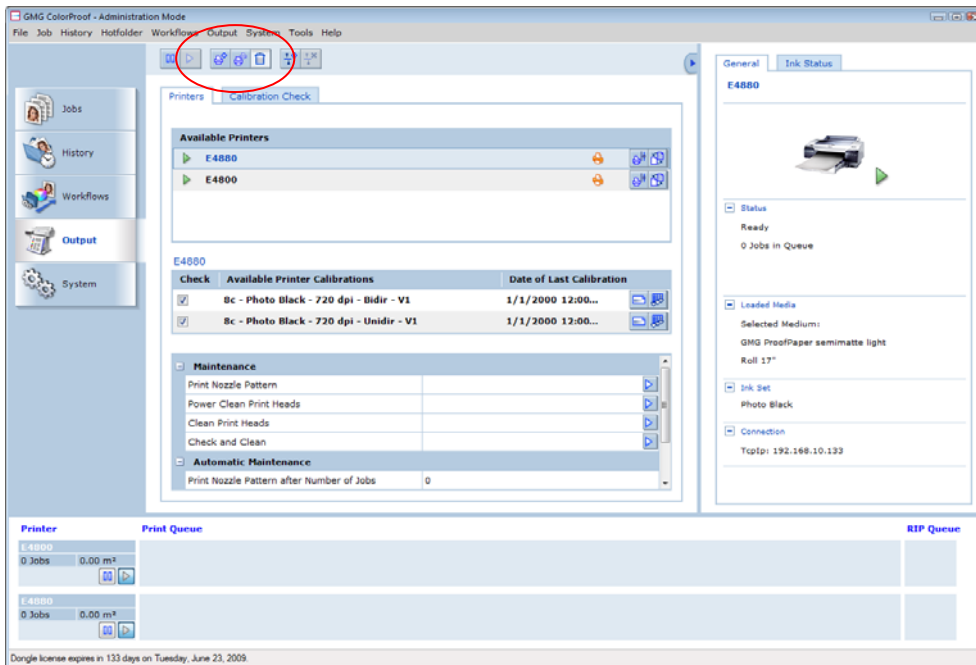 GMG ColorProof - Administration Mode
File Job History Hotfolder Workflows Output System Tools Help
Jobs
History
Workflows
Output
System
Printers Calibration Check
Available Printers
E4880
E4800
E4880
Check Available Printer Calibrations Date of Last Calibration
8c - Photo Black - 720 dpi - Bidir - V1 1/1/2000 12:00...
8c - Photo Black - 720 dpi - Unidir - V1 1/1/2000 12:00...
Maintenance
Print Nozzle Pattern
Power Clean Print Heads
Clean Print Heads
Check and Clean
Automatic Maintenance
Print Nozzle Pattern after Number of Jobs 0
General Ink Status
E4880
Status
Ready
0 Jobs in Queue
Loaded Media
Selected Medium:
GMG ProofPaper semimatte light
Roll 17"
Ink Set
Photo Black
Connection
TcpIp: 192.168.10.133
Printer Print Queue RIP Queue
E4800
0 Jobs 0.00 m²
E4880
0 Jobs 0.00 m²
Dongle license expires in 133 days on Tuesday, June 23, 2009.